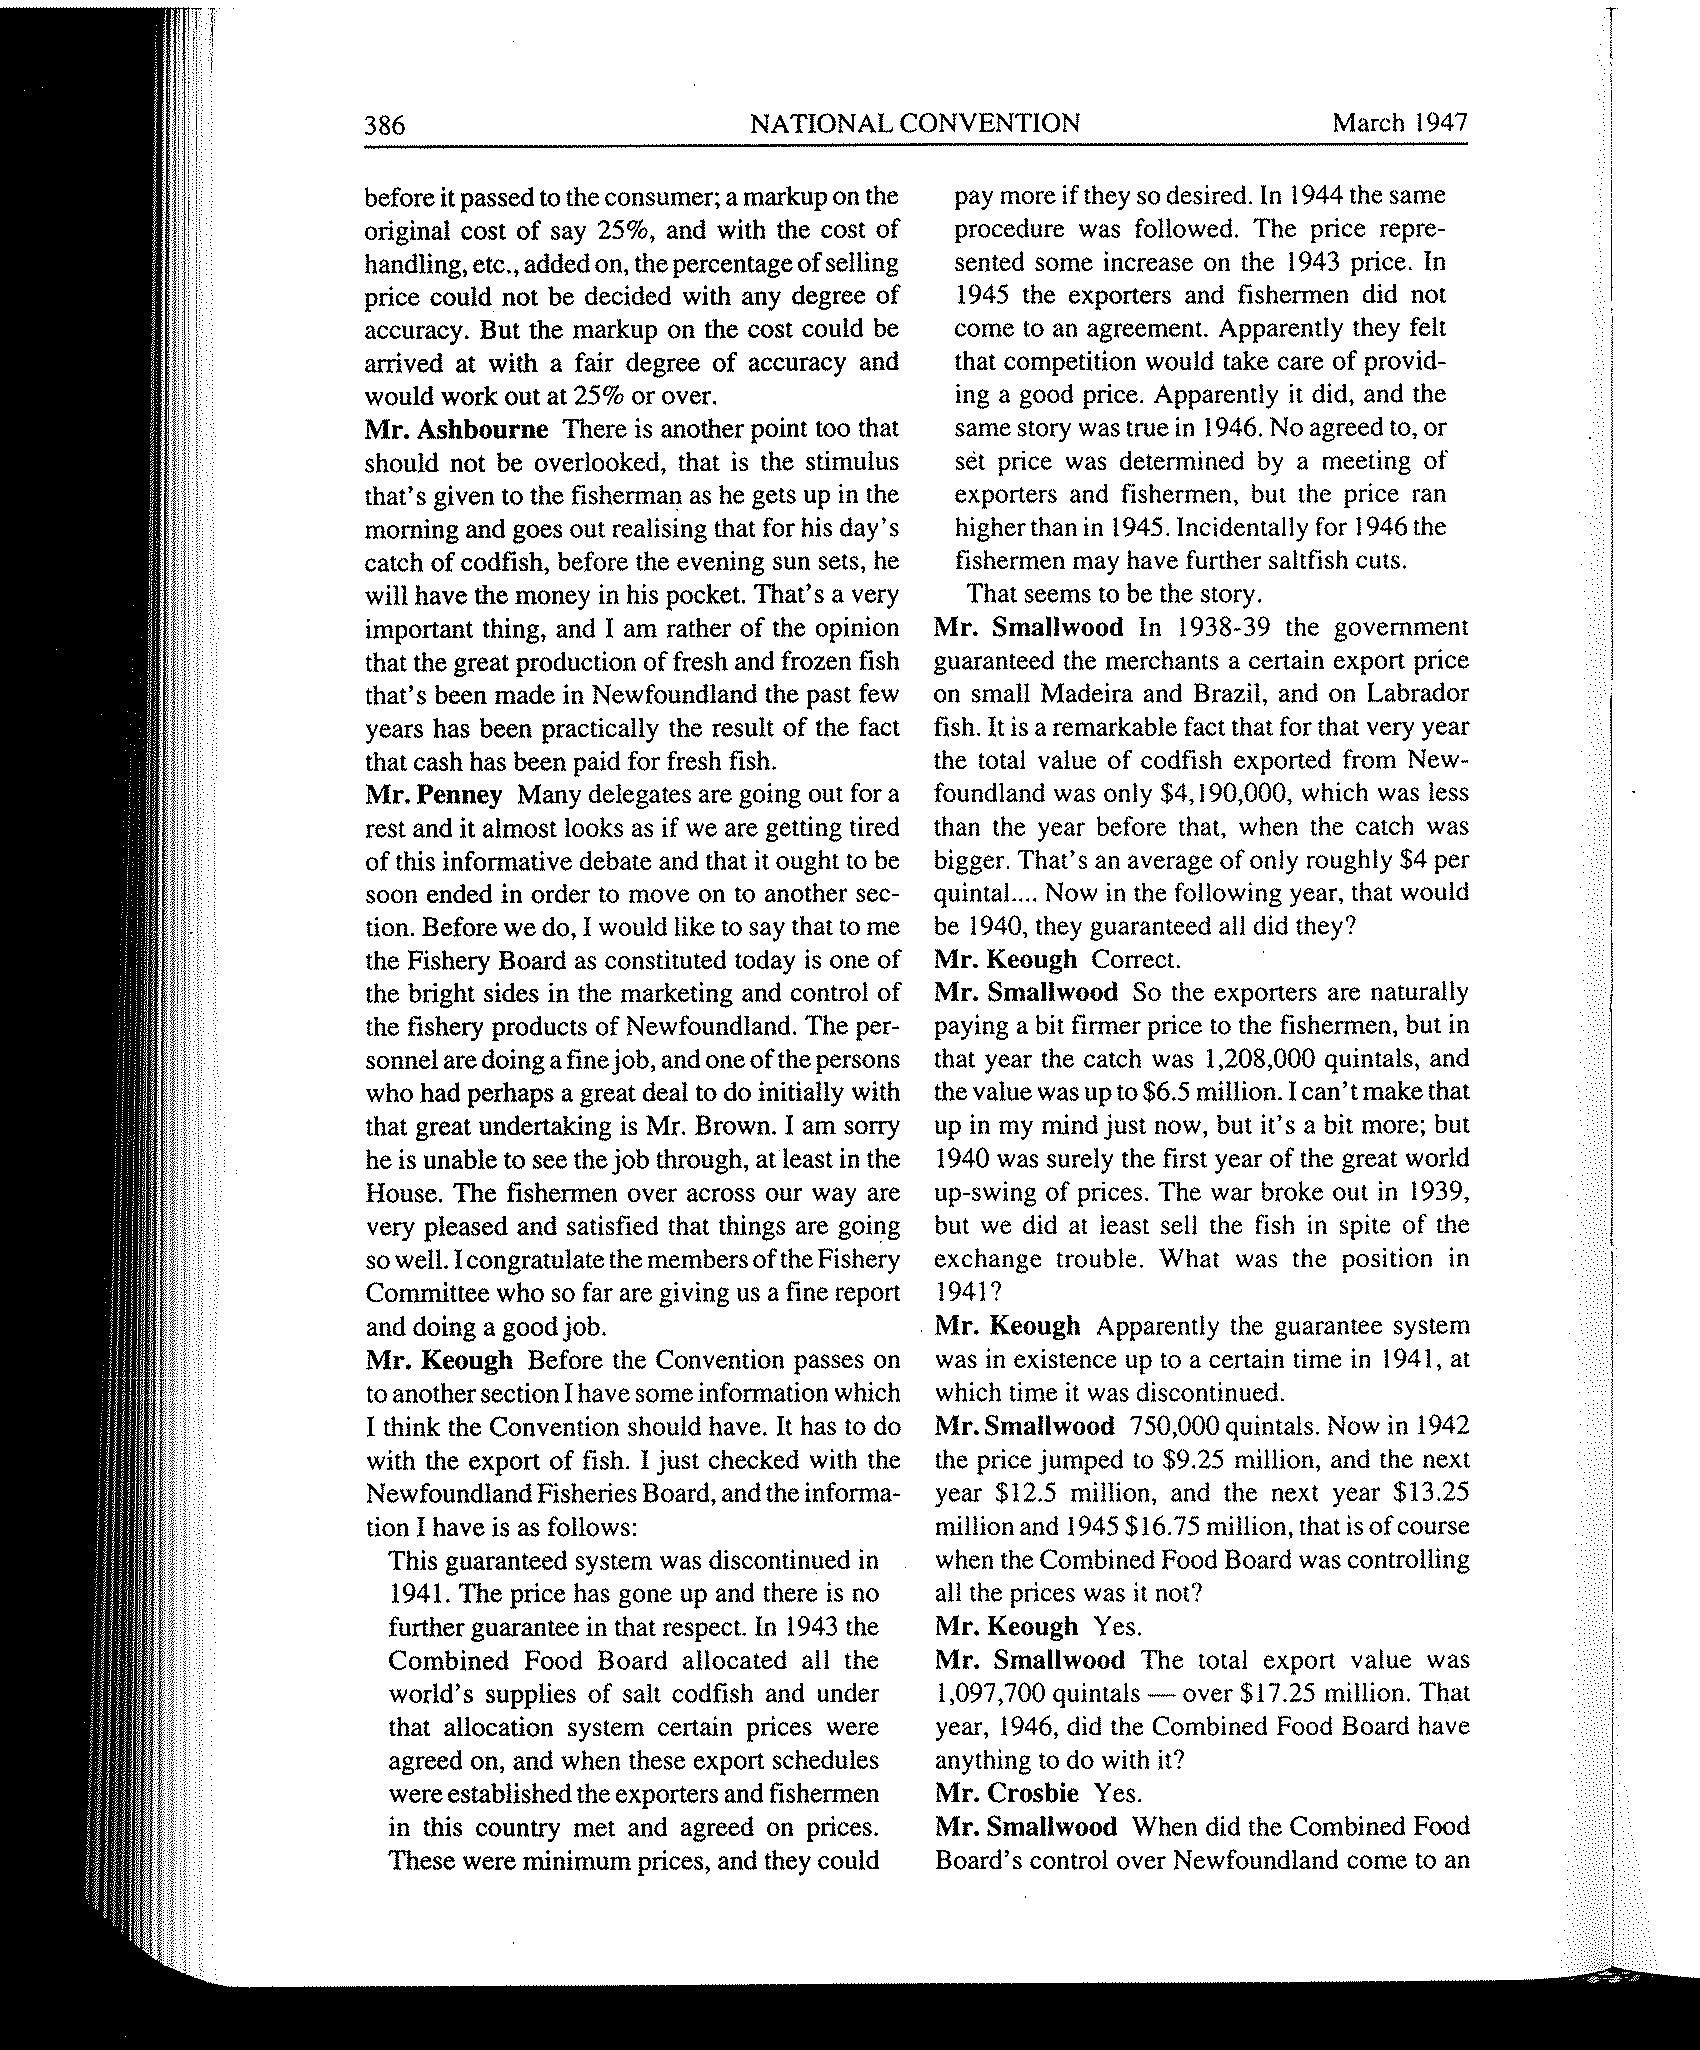 386 NATIONAL CONVENTION March 1947
before it passed to the consumer; a markup on the
original cost of say 25%, and with the cost of
handling, etc., added on, the percentage of selling
price could not be decided with any degree of
accuracy. But the markup on the cost could be
arrived at with a fair degree of accuracy and
would work out at 25% or over.
Mr. Ashbourne There is another point too that
should not be overlooked, that is the stimulus
that's given to the fisherman as he gets up in the
morning and goes out realising that for his day's
catch of codfish, before the evening sun sets, he
will have the money in his pocket. That's a very
important thing, and I am rather of the opinion
that the great production of fresh and frozen fish
that's been made in Newfoundland the past few
years has been practically the result of the fact
that cash has been paid for fresh fish.
Mr. Penney Many delegates are going out for a
rest and it almost looks as if we are getting tired
of this informative debate and that it ought to be
soon ended in order to move on to another sec-
tion. Before we do, I would like to say that to me
the Fishery Board as constituted today is one of
the bright sides in the marketing and control of
the fishery products of Newfoundland. The per-
sonnel are doing a fine job, and one of the persons
who had perhaps a great deal to do initially with
that great undertaking is Mr. Brown. I am sorry
he is unable to see the job through, at least in the
House. The fishermen over across our way are
very pleased and satisfied that things are going
so well. I congratulate the members of the Fishery
Committee who so far are giving us a fine report
and doing a good job.
Mr. Keough Before the Convention passes on
to another section I have some information which
I think the Convention should have. It has to do
with the export of fish. I just checked with the
Newfoundland Fisheries Board, and the informa-
tion I have is as follows:
This guaranteed system was discontinued in
1941. The price has gone up and there is no
further guarantee in that respect. In 1943 the
Combined Food Board allocated all the
world's supplies of salt codfish and under
that allocation system certain prices were
agreed on, and when these export schedules
were established the exporters and fishermen
in this country met and agreed on prices.
These were minimum prices, and they could
pay more if they so desired. In 1944 the same
procedure was followed. The price repre-
sented some increase on the 1943 price. In
1945 the exporters and fishermen did not
come to an agreement. Apparently they felt
that competition would take care of provid-
ing a good price. Apparently it did, and the
same story was true in 1946. No agreed to, or
set price was determined by a meeting of
exporters and fishermen, but the price ran
higher than in 1945. Incidentally for 1946 the
fishermen may have further saltfish cuts.
That seems to be the story.
Mr. Smallwood In 1938-39 the government
guaranteed the merchants a certain export price
on small Madeira and Brazil, and on Labrador
fish. It is a remarkable fact that for that very year
the total value of codfish exported from New-
foundland was only $4,190,000, which was less
than the year before that, when the catch was
bigger. That's an average of only roughly $4 per
quintal.... Now in the following year, that would
be 1940, they guaranteed all did they?
Mr. Keough Correct.
Mr. Smallwood So the exporters are naturally
paying a bit firmer price to the fishermen, but in
that year the catch was 1,208,000 quintals, and
the value was up to $6.5 million. I can't make that
up in my mind just now, but it's a bit more; but
1940 was surely the first year of the great world
up-swing of prices. The war broke out in 1939,
but we did at least sell the fish in spite of the
exchange trouble. What was the position in
1941?
Mr. Keough Apparently the guarantee system
was in existence up to a certain time in 1941, at
which time it was discontinued.
Mr. Smallwood 750,000 quintals. Now in 1942
the price jumped to $9.25 million, and the next
year $12.5 million, and the next year $13.25
million and 1945 $16.75 million, that is of course
when the Combined Food Board was controlling
all the prices was it not?
Mr. Keough Yes.
Mr. Smallwood The total export value was
1,097,700 quintals — over $17.25 million. That
year, 1946, did the Combined Food Board have
anything to do with it?
Mr. Crosbie Yes.
Mr. Smallwood When did the Combined Food
Board's control over Newfoundland come to an